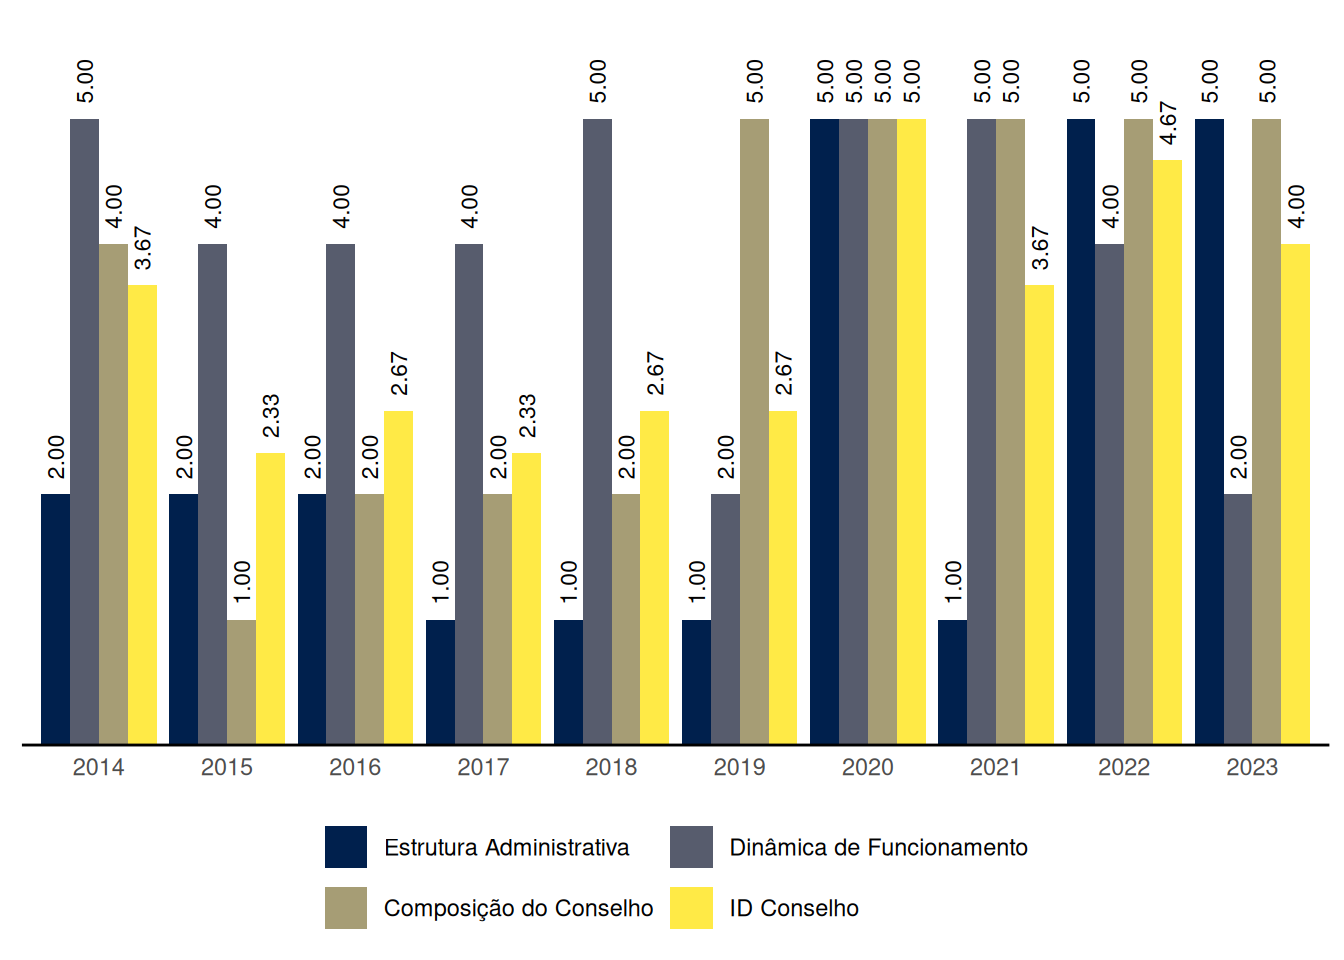 5.00 5.00 5.00 5.00 5.00 5.00 5.00 5.00 5.00 5.00 5.00 5.00 5.00
4.67
4.00 4.00 4.00 4.00 4.00 4.00
3.67 3.67
2.67 2.67 2.67
2.33 2.33
2.00 2.00 2.00 2.00 2.00 2.00 2.00 2.00
1.00 1.00 1.00 1.00 1.00
2014 2015 2016 2017 2018 2019 2020 2021 2022 2023
Estrutura Administrativa Dinâmica de Funcionamento
Composição do Conselho ID Conselho